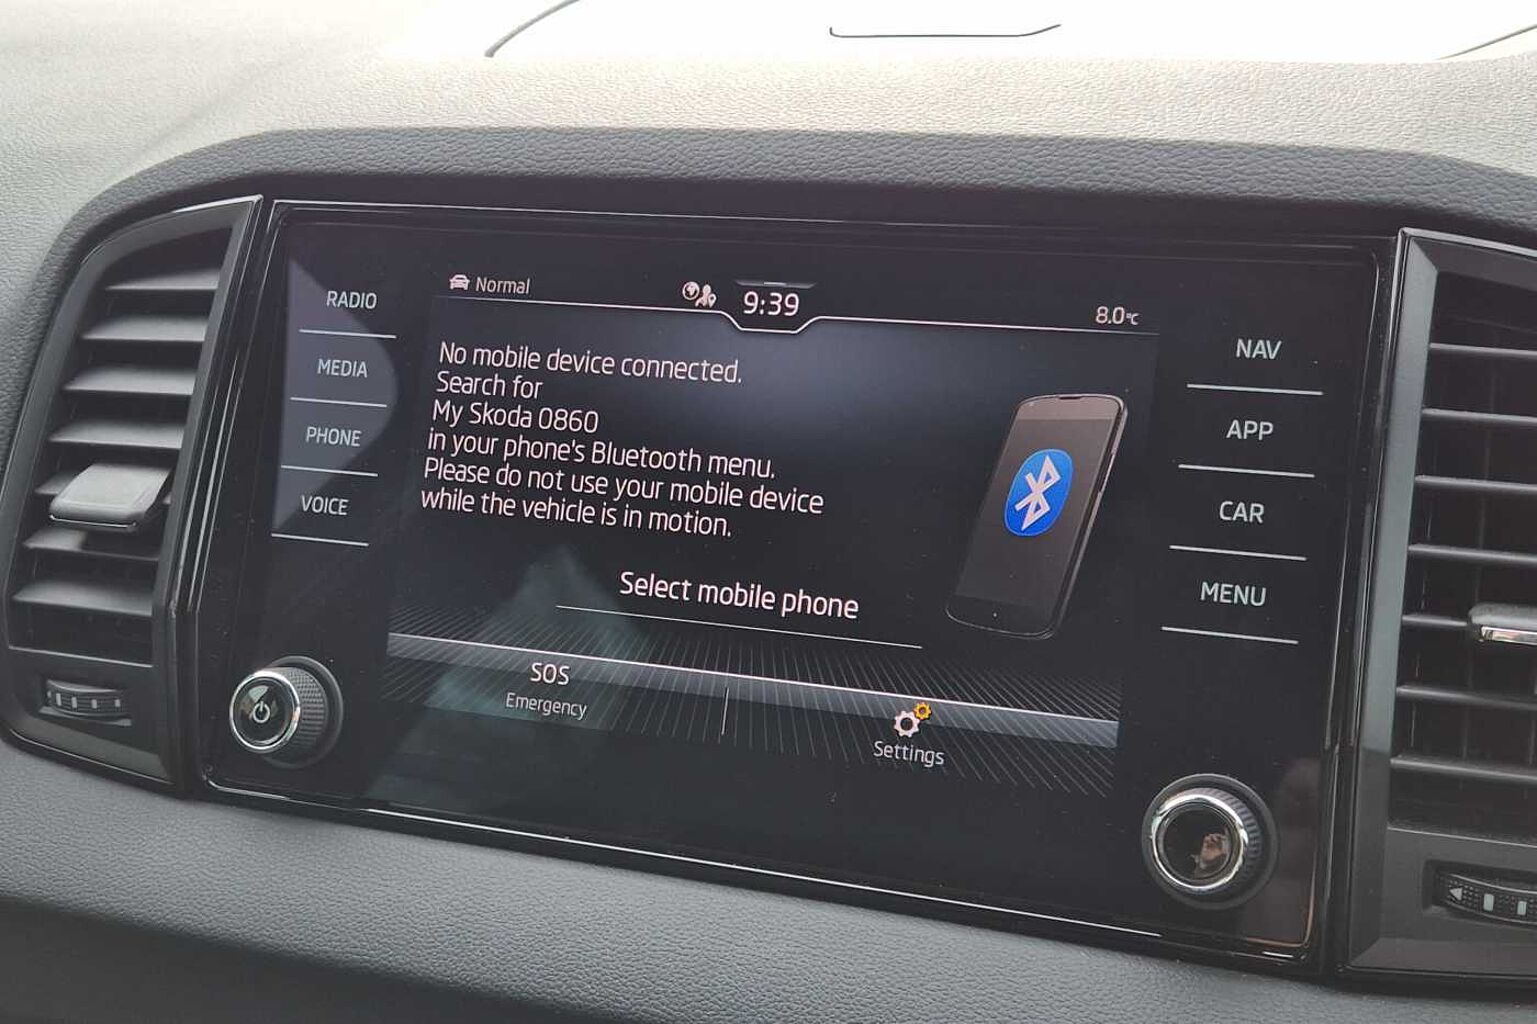 Normal
9:39
8.0°C
RADIO
MEDIA
PHONE
VOICE
No mobile device connected.
Search for
My Skoda 0860
in your phone's Bluetooth menu.
Please do not use your mobile device
while the vehicle is in motion.
Select mobile phone
SOS
Emergency
Settings
NAV
APP
CAR
MENU